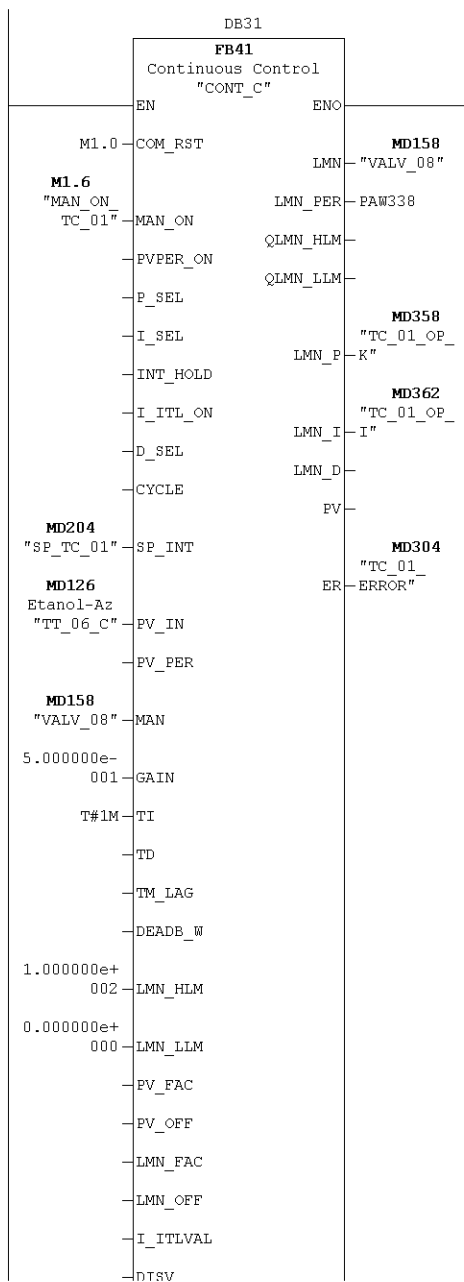 DB31
FB41
Continuous Control
"CONT_C"
EN
ENO
M1.0
COM_RST
MD158
LMN
"VALV_08"
M1.6
"MAN_ON_
TC_01"
MAN_ON
LMN_PER
PAW338
QLMN_HLM
PVPER_ON
QLMN_LLM
P_SEL
MD358
"TC_01_OP_
I_SEL
LMN_P
K"
INT_HOLD
MD362
"TC_01_OP_
I_ITL_ON
LMN_I
I"
D_SEL
LMN_D
CYCLE
PV
MD204
"SP_TC_01"
SP_INT
MD304
"TC_01_
ER
ERROR"
MD126
Etanol-Az
"TT_06_C"
PV_IN
PV_PER
MD158
"VALV_08"
MAN
5.000000e-
001
GAIN
T#1M
TI
TD
TM_LAG
DEADB_W
1.000000e+
002
LMN_HLM
0.000000e+
000
LMN_LLM
PV_FAC
PV_OFF
LMN_FAC
LMN_OFF
I_ITLVAL
DISV